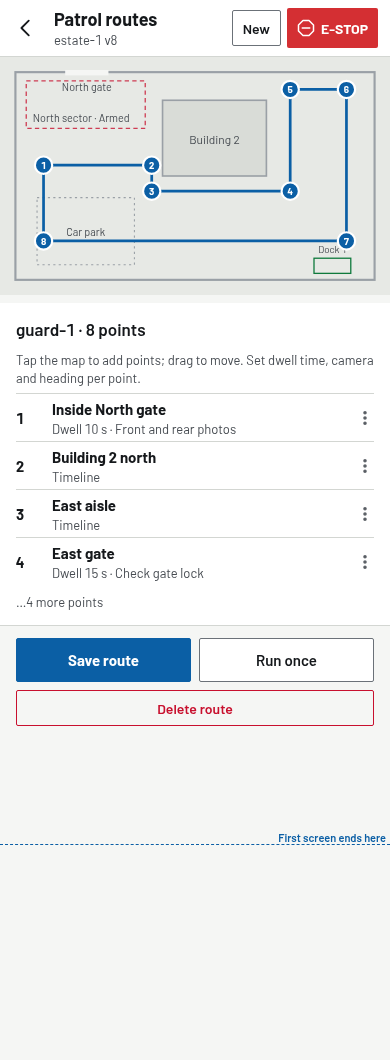 Patrol routes
estate-1 v8
New
E-STOP
North gate
North sector · Armed
Building 2
Car park
Dock
1
2
3
4
5
6
7
8
guard-1 · 8 points
Tap the map to add points; drag to move. Set dwell time, camera
and heading per point.
1
Inside North gate
Dwell 10 s · Front and rear photos
2
Building 2 north
Timeline
3
East aisle
Timeline
4
East gate
Dwell 15 s · Check gate lock
...4 more points
Save route
Run once
Delete route
First screen ends here